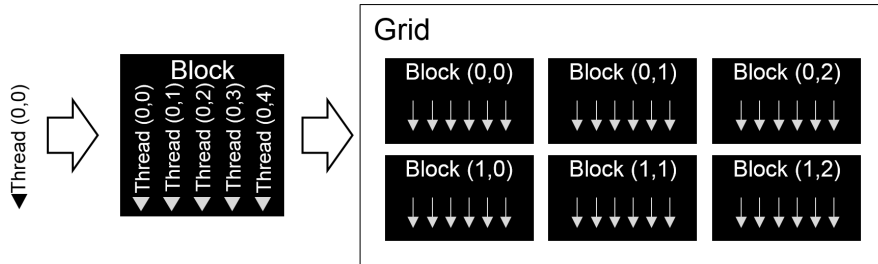 Thread (0,0)
Block
Thread (0,0)
Thread (0,1)
Thread (0,2)
Thread (0,3)
Thread (0,4)
Grid
Block (0,0)
Block (0,1)
Block (0,2)
Block (1,0)
Block (1,1)
Block (1,2)